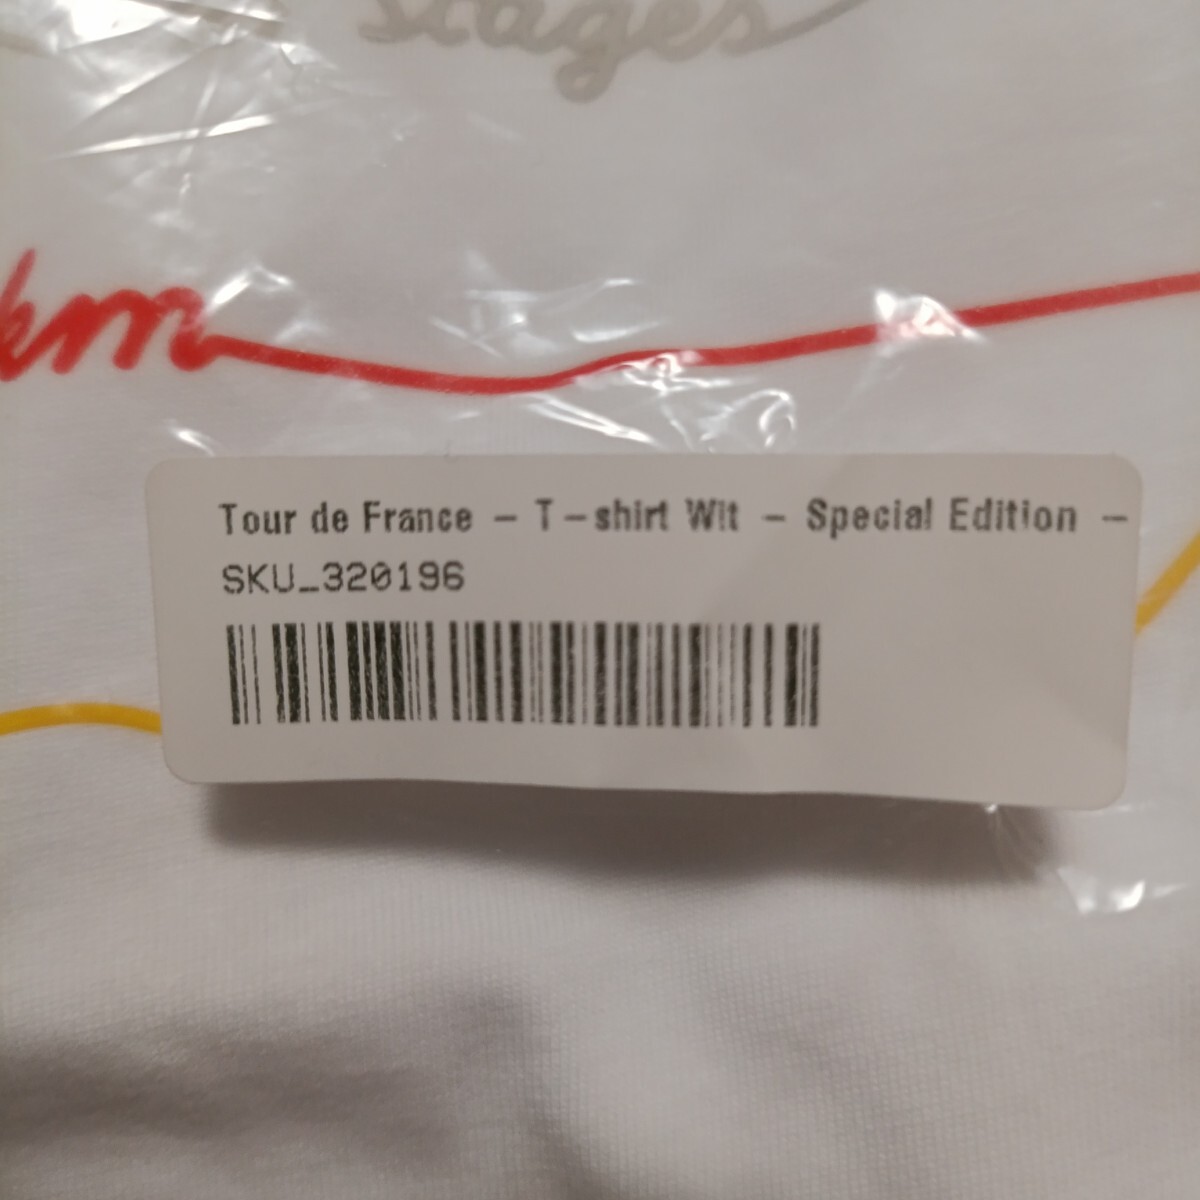 stages
km
Tour de France - T-shirt Wit - Special Edition -
SKU_320196